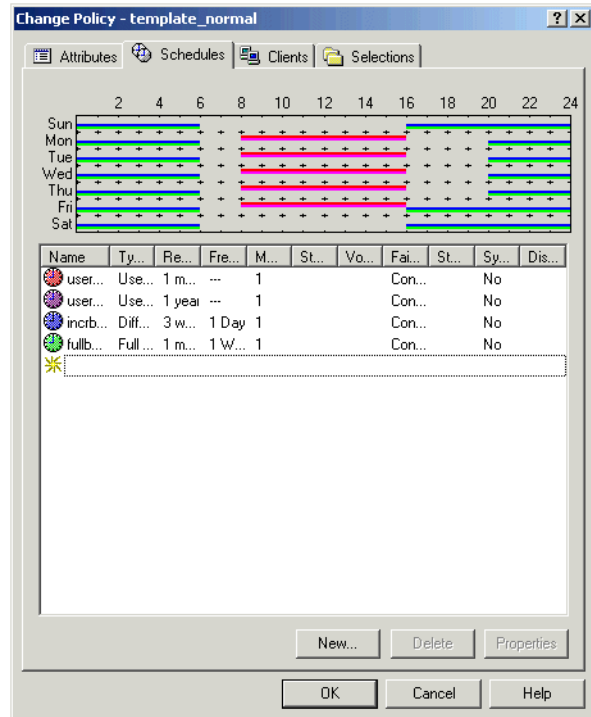 Change Policy - template_normal
Attributes Schedules Clients Selections
2 4 6 8 10 12 14 16 18 20 22 24
Sun
Mon
Tue
Wed
Thu
Fri
Sat
Name Ty... Re... Fre... M... St... Vo... Fai... St... Sy... Dis...
user... Use... 1 m... --- 1 Con... No
user... Use... 1 year --- 1 Con... No
incrb... Diff... 3 w... 1 Day 1 Con... No
fullb... Full ... 1 m... 1 W... 1 Con... No
New... Delete Properties
OK Cancel Help